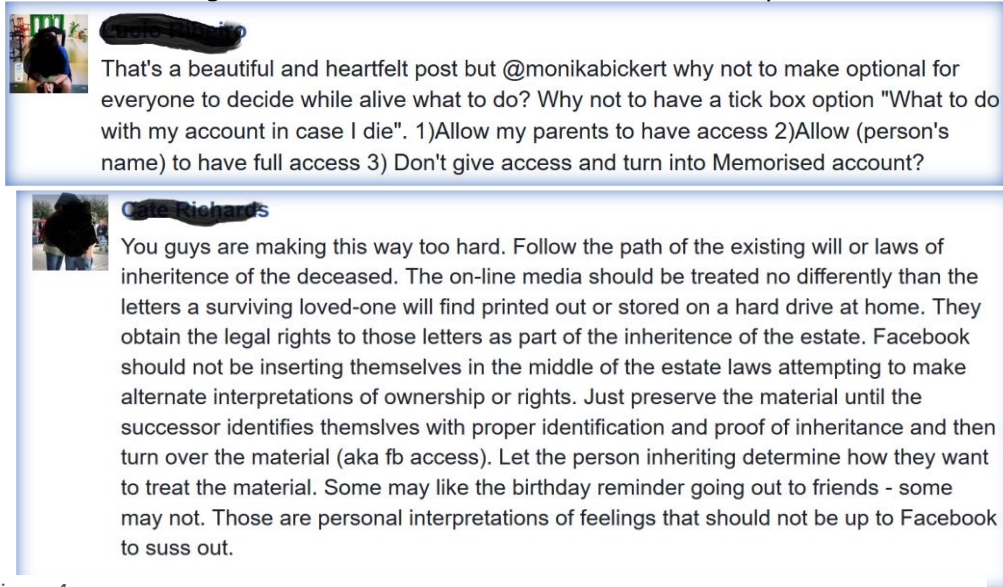 That's a beautiful and heartfelt post but @monikabickert why not to make optional for
everyone to decide while alive what to do? Why not to have a tick box option "What to do
with my account in case I die". 1)Allow my parents to have access 2)Allow (person's
name) to have full access 3) Don't give access and turn into Memorised account?
You guys are making this way too hard. Follow the path of the existing will or laws of
inheritence of the deceased. The on-line media should be treated no differently than the
letters a surviving loved-one will find printed out or stored on a hard drive at home. They
obtain the legal rights to those letters as part of the inheritence of the estate. Facebook
should not be inserting themselves in the middle of the estate laws attempting to make
alternate interpretations of ownership or rights. Just preserve the material until the
successor identifies themslves with proper identification and proof of inheritance and then
turn over the material (aka fb access). Let the person inheriting determine how they want
to treat the material. Some may like the birthday reminder going out to friends - some
may not. Those are personal interpretations of feelings that should not be up to Facebook
to suss out.